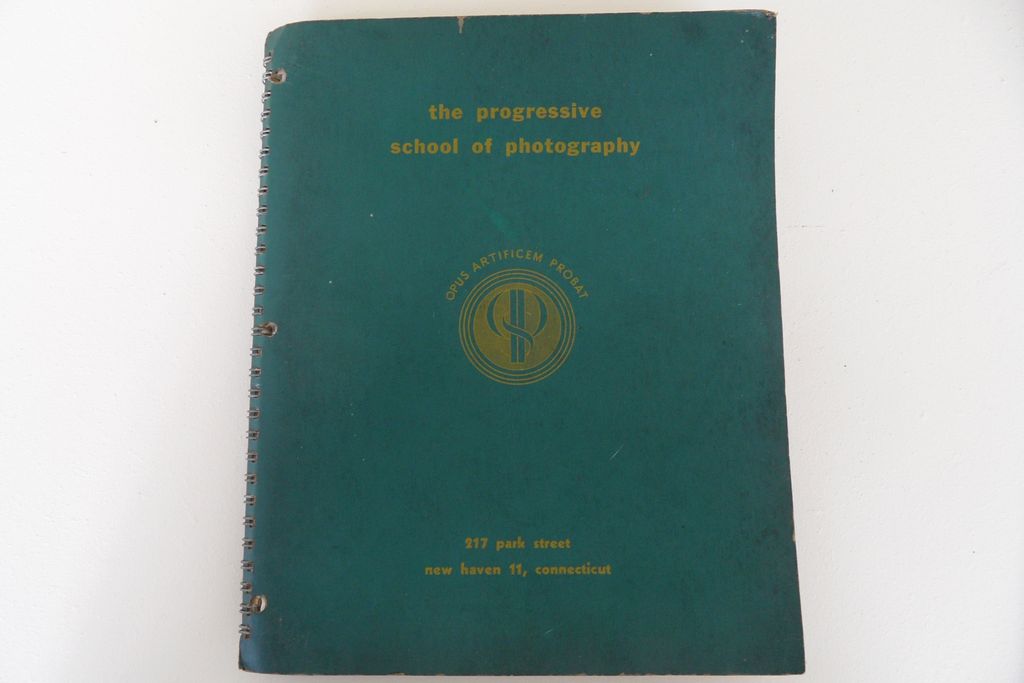 the progressive
school of photography
OPUS ARTIFICEM PROBAT
217 park street
new haven 11, connecticut